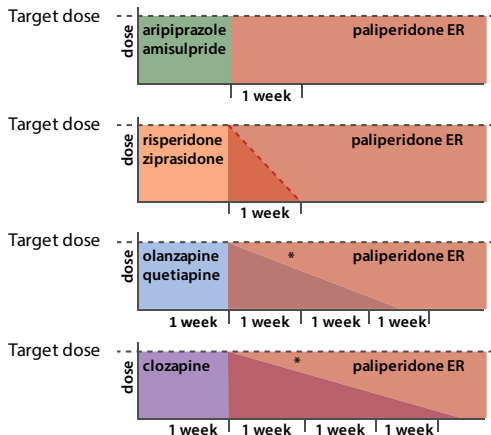 Target dose
dose
aripiprazole
amisulpride
paliperidone ER
1 week
Target dose
dose
risperidone
ziprasidone
paliperidone ER
1 week
Target dose
dose
olanzapine
quetiapine
*
paliperidone ER
1 week 1 week 1 week 1 week
Target dose
dose
clozapine
*
paliperidone ER
1 week 1 week 1 week 1 week